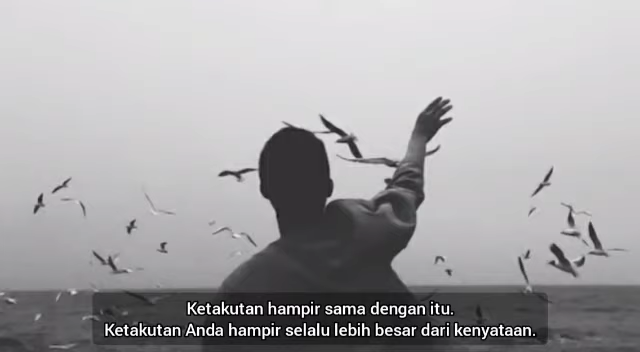 Ketakutan hampir sama dengan itu.
Ketakutan Anda hampir selalu lebih besar dari kenyataan.